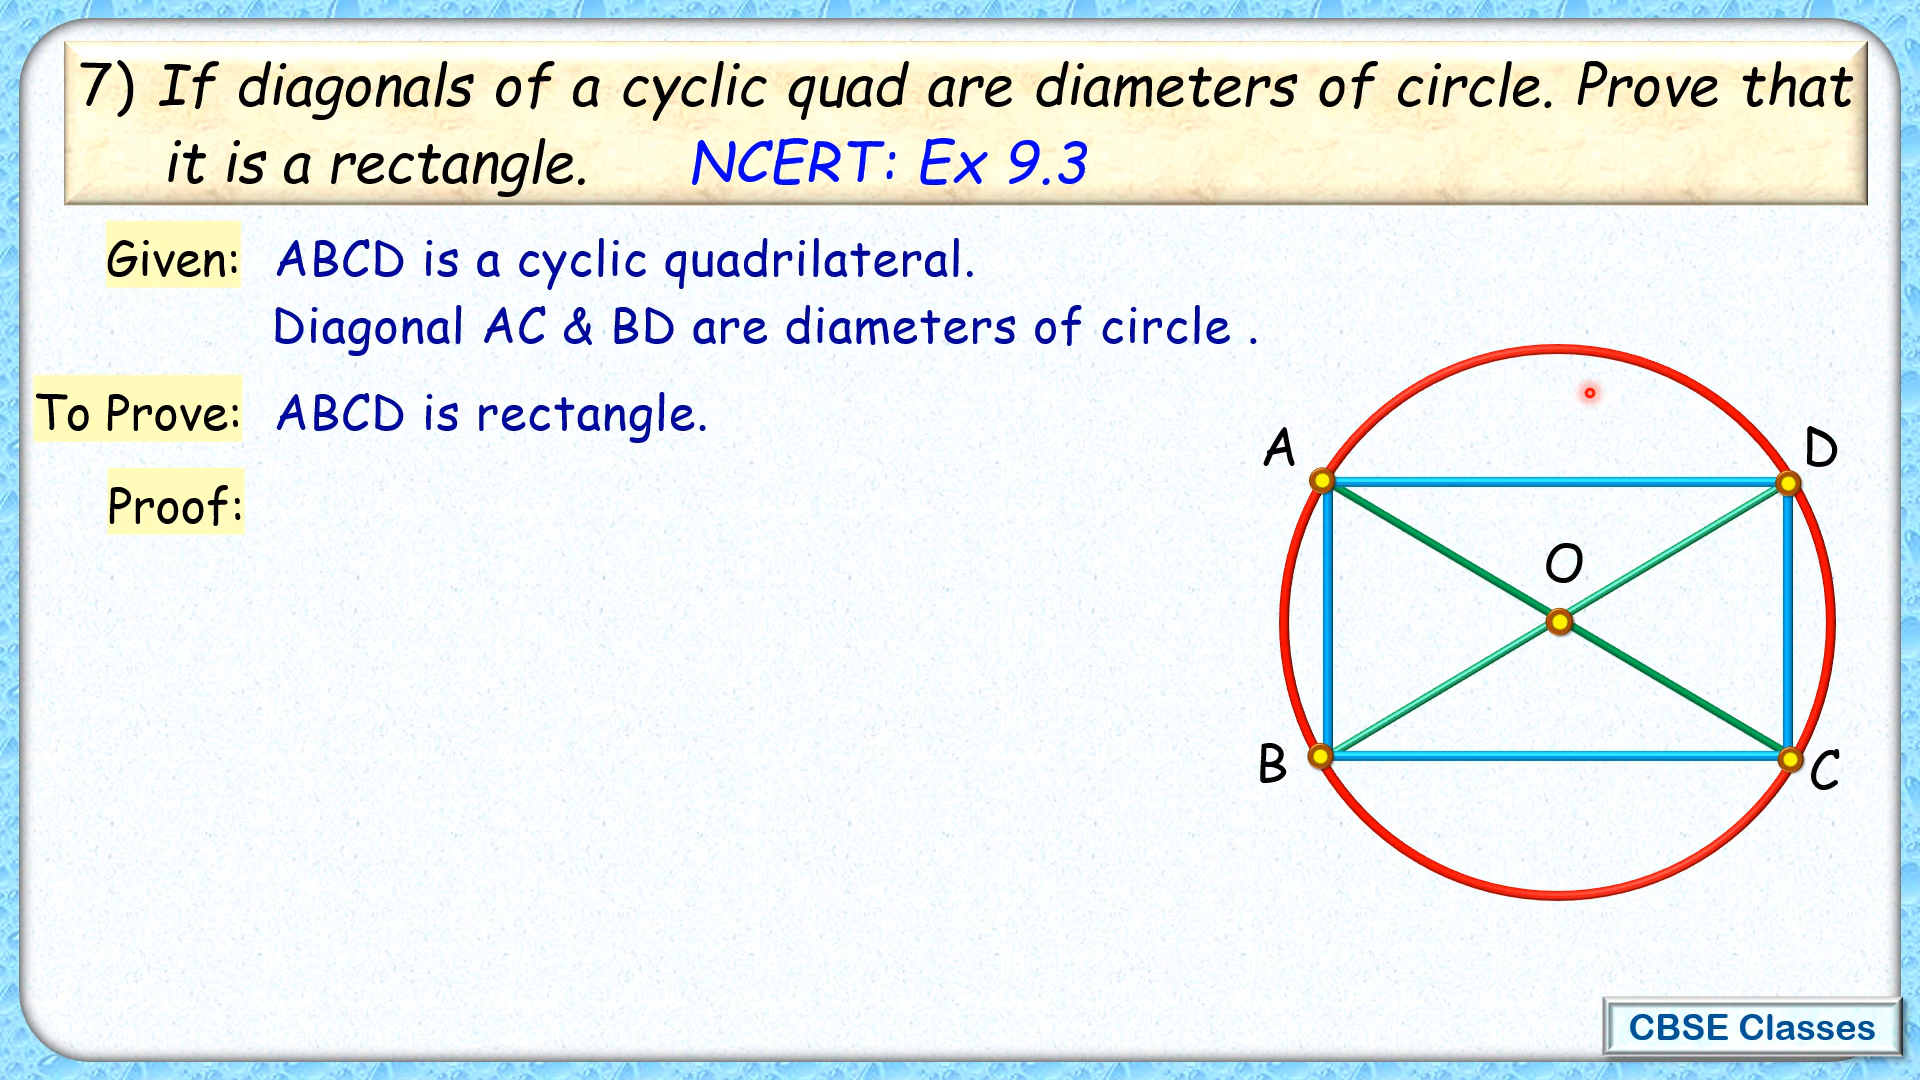 7) If diagonals of a cyclic quad are diameters of circle. Prove that
it is a rectangle. NCERT: Ex 9.3
Given: ABCD is a cyclic quadrilateral.
Diagonal AC & BD are diameters of circle .
To Prove: ABCD is rectangle.
Proof:
A
D
O
B
C
CBSE Classes